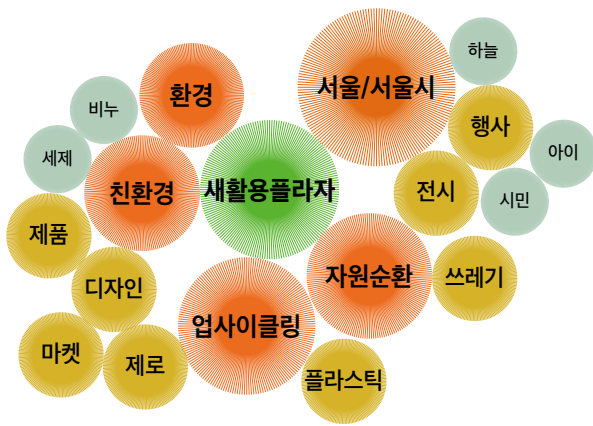 하늘
서울/서울시
환경
비누
행사
아이
세제
친환경
새활용플라자
전시
시민
제품
자원순환
쓰레기
디자인
업사이클링
마켓
제로
플라스틱